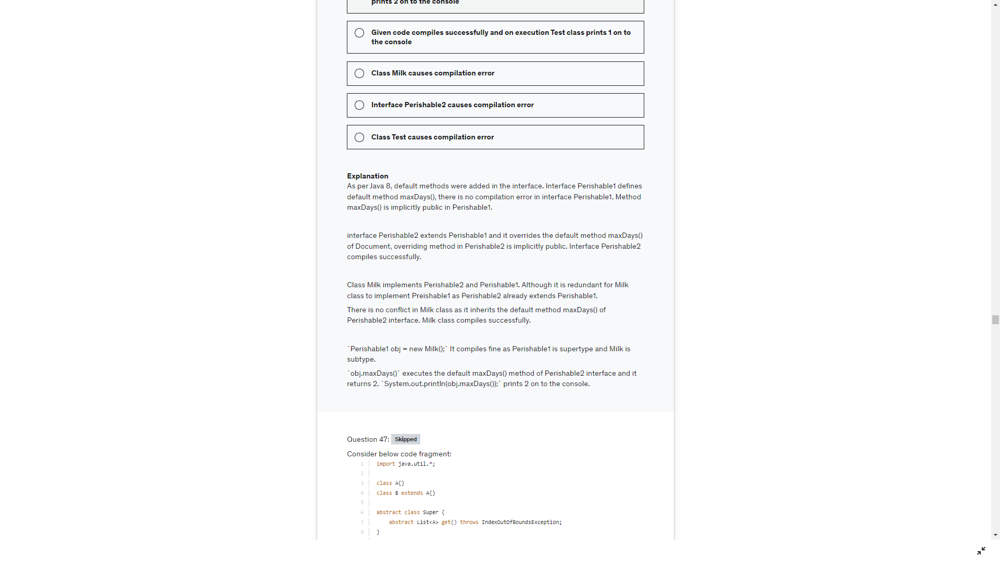 prints 2 on to the console
Given code compiles successfully and on execution Test class prints 1 on to
the console
Class Milk causes compilation error
Interface Perishable2 causes compilation error
Class Test causes compilation error
Explanation
As per Java 8, default methods were added in the interface. Interface Perishable1 defines
default method maxDays(), there is no compilation error in interface Perishable1. Method
maxDays() is implicitly public in Perishable1.
interface Perishable2 extends Perishable1 and it overrides the default method maxDays()
of Document, overriding method in Perishable2 is implicitly public. Interface Perishable2
compiles successfully.
Class Milk implements Perishable2 and Perishable1. Although it is redundant for Milk
class to implement Preishable1 as Perishable2 already extends Perishable1.
There is no conflict in Milk class as it inherits the default method maxDays() of
Perishable2 interface. Milk class compiles successfully.
`Perishable1 obj = new Milk();` It compiles fine as Perishable1 is supertype and Milk is
subtype.
`obj.maxDays()` executes the default maxDays() method of Perishable2 interface and it
returns 2. `System.out.println(obj.maxDays());` prints 2 on to the console.
Question 47: Skipped
Consider below code fragment:
1 import java.util.*;
2
3 class A{}
4 class B extends A{}
5
6 abstract class Super {
7     abstract List<A> get() throws IndexOutOfBoundsException;
8 }